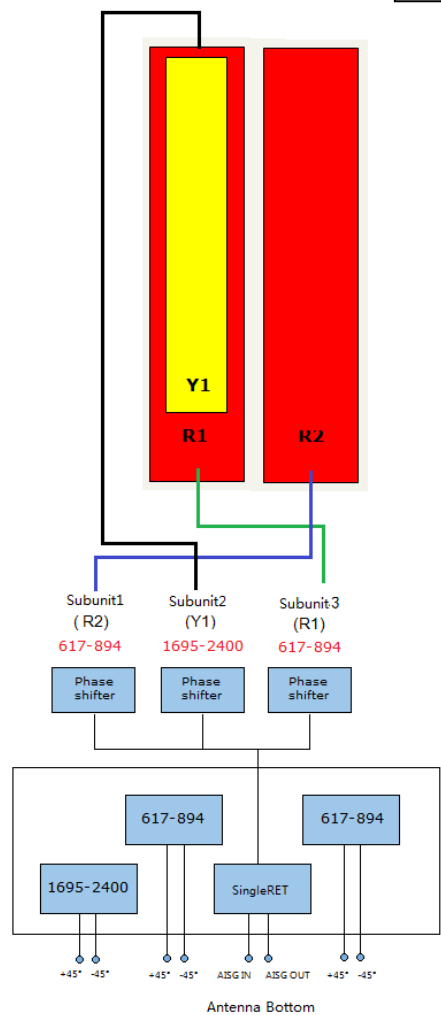 Y1
R1
R2
Subunit1
Subunit2
Subunit3
( R2)
(Y1)
(R1)
617-894
1695-2400
617-894
Phase
shifter
Phase
shifter
Phase
shifter
617-894
617-894
1695-2400
SingleRET
+45°
-45°
+45°
-45°
AISG IN
AISG OUT
+45°
-45°
Antenna Bottom